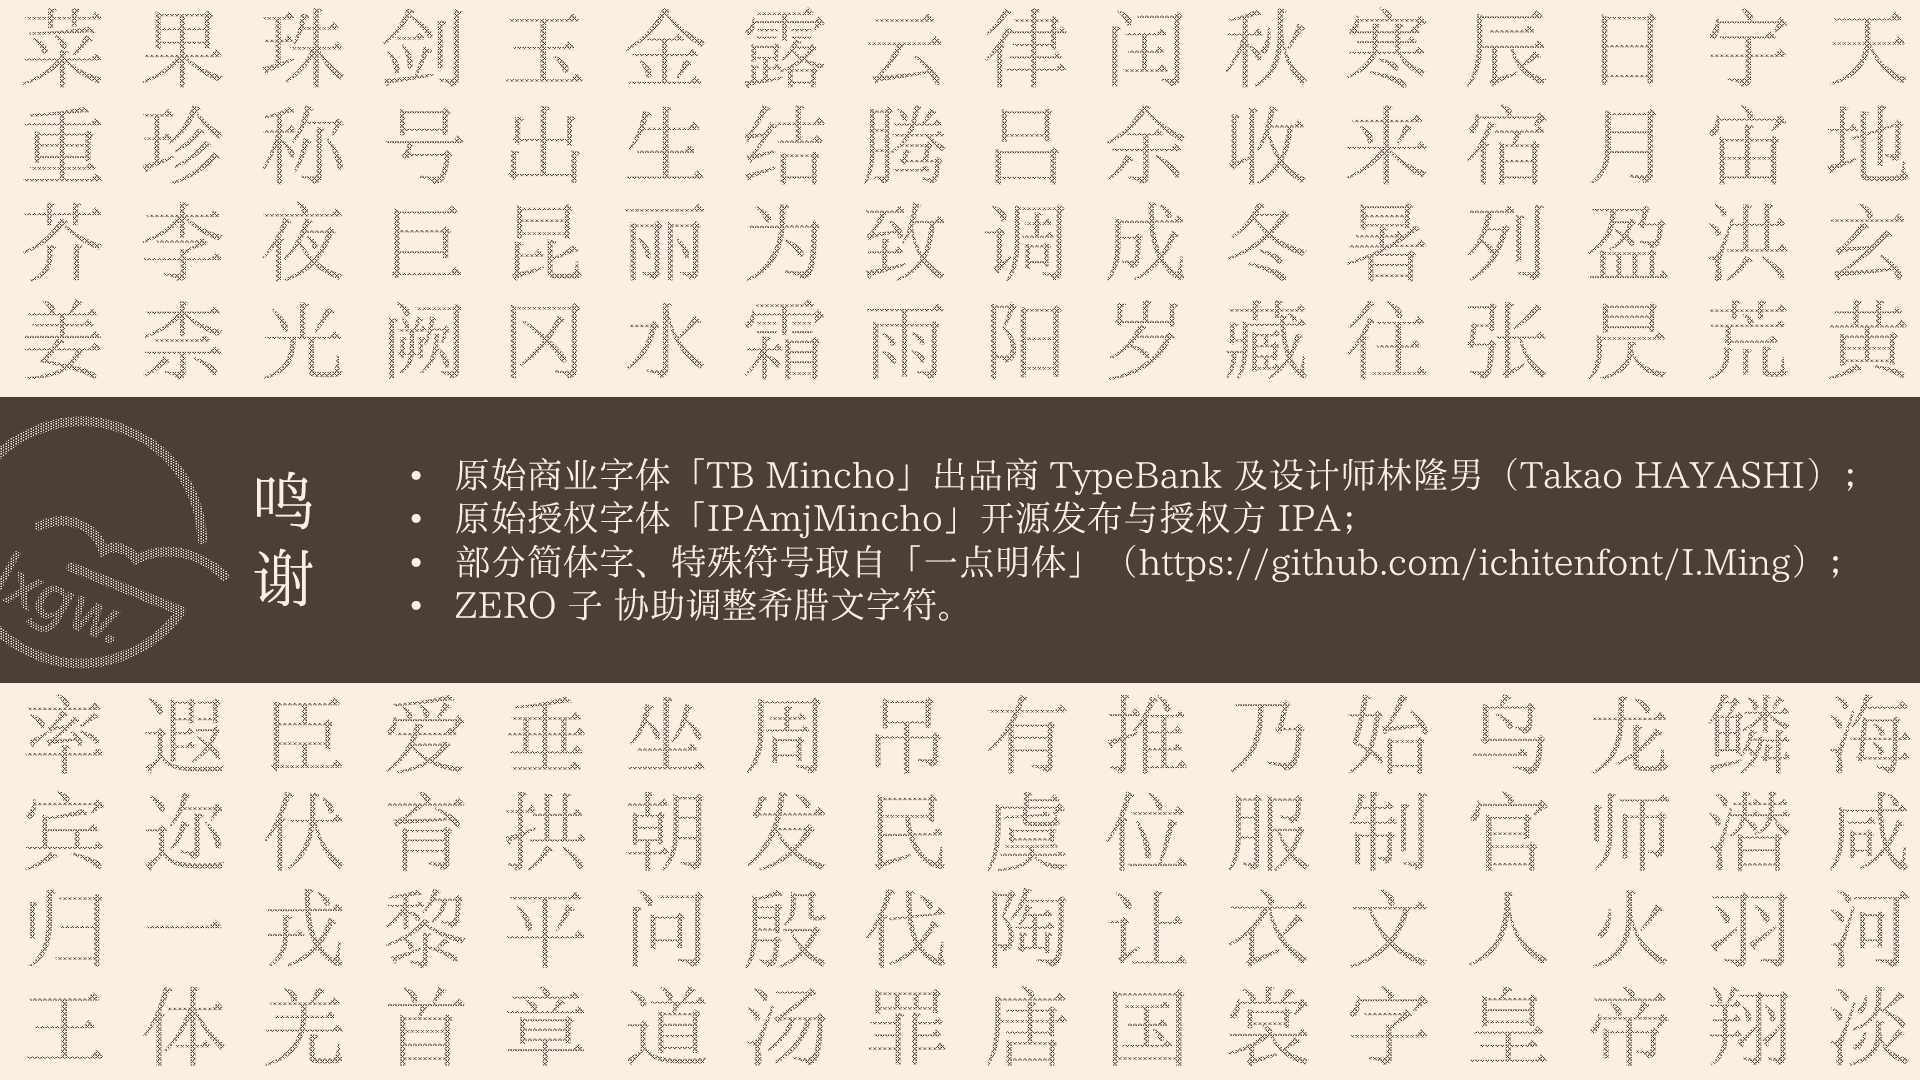 天地玄黄
宇宙洪荒
日月盈昃
辰宿列张
寒来暑往
秋收冬藏
闰余成岁
律吕调阳
云腾致雨
露结为霜
金生丽水
玉出昆冈
剑号巨阙
珠称夜光
果珍李柰
菜重芥姜
鸣谢
• 原始商业字体「TB Mincho」出品商 TypeBank 及设计师林隆男（Takao HAYASHI）；
• 原始授权字体「IPAmjMincho」开源发布与授权方 IPA；
• 部分简体字、特殊符号取自「一点明体」（https://github.com/ichitenfont/I.Ming）；
• ZERO 子 协助调整希腊文字符。
海咸河淡
鳞潜羽翔
龙师火帝
鸟官人皇
始制文字
乃服衣裳
推位让国
有虞陶唐
吊民伐罪
周发殷汤
坐朝问道
垂拱平章
爱育黎首
臣伏戎羌
遐迩一体
率宾归王